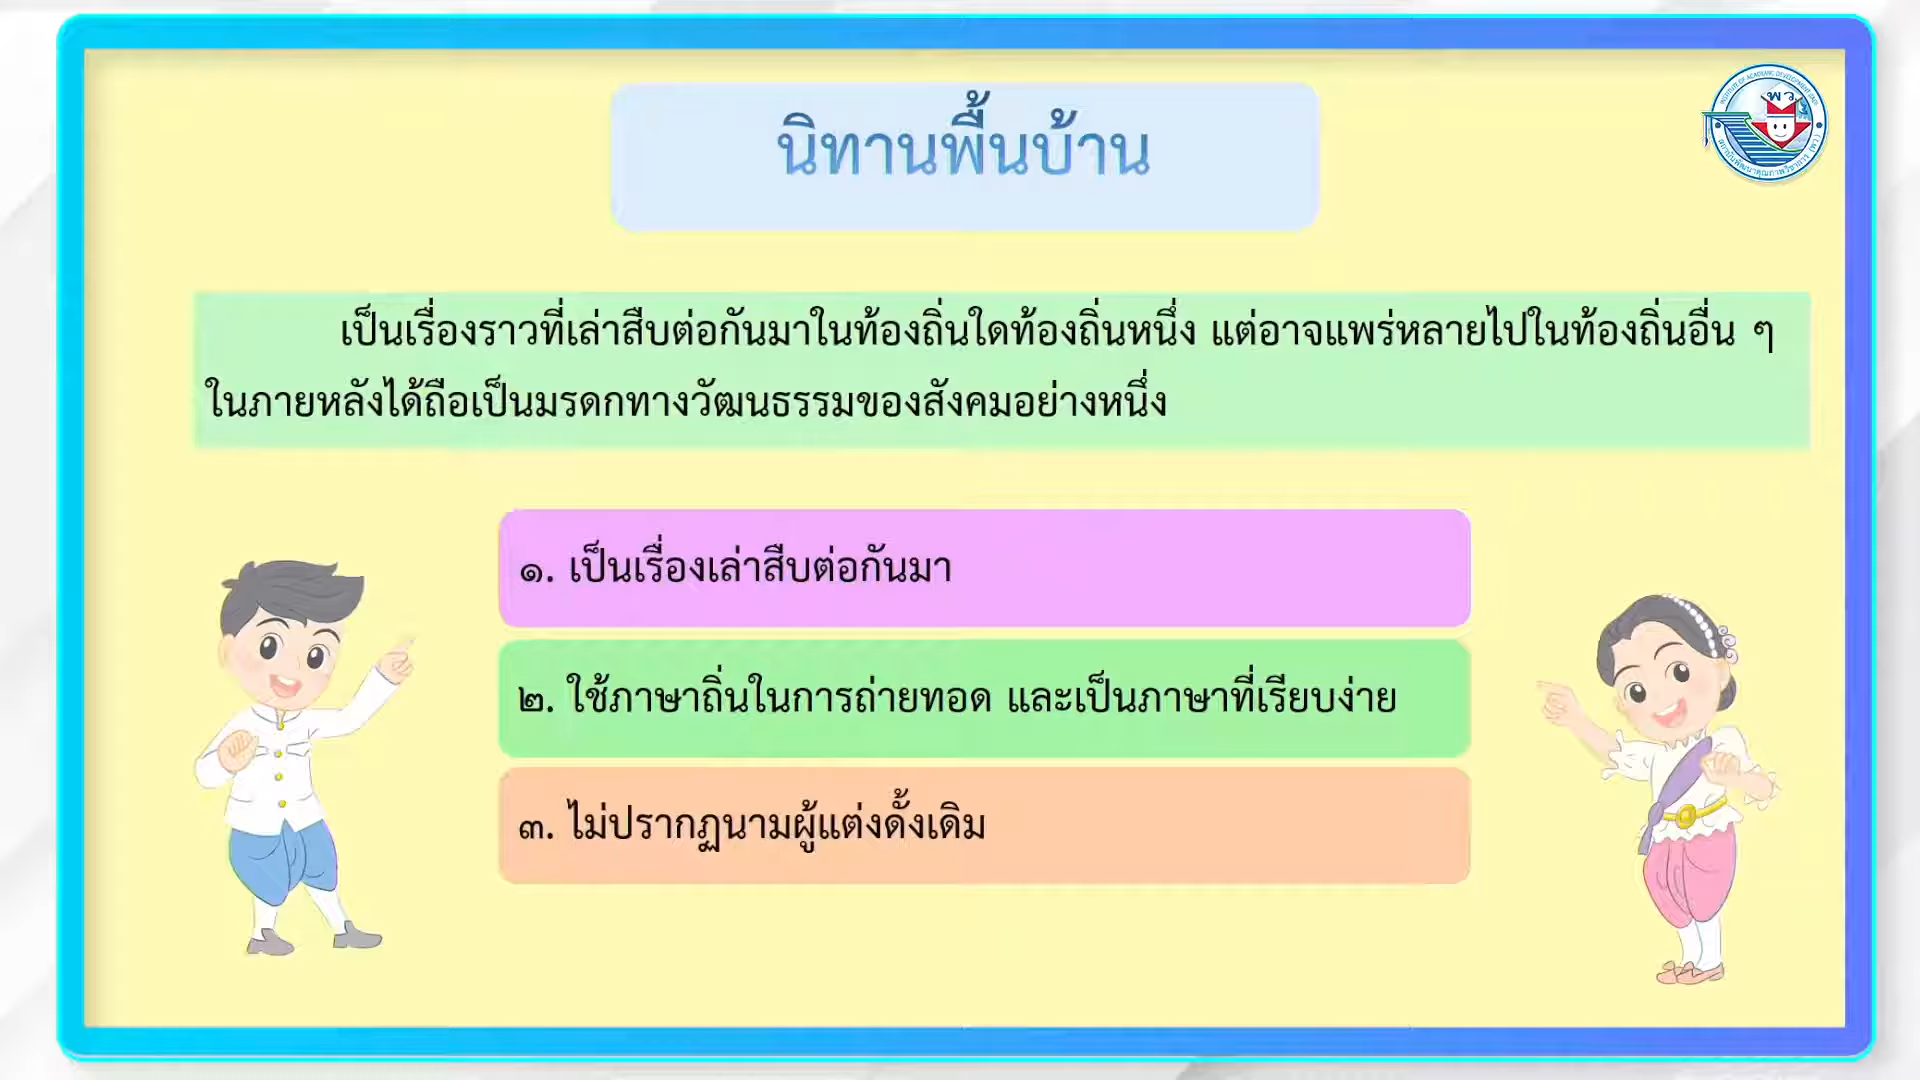 นิทานพื้นบ้าน
พว
เป็นเรื่องราวที่เล่าสืบต่อกันมาในท้องถิ่นใดท้องถิ่นหนึ่ง แต่อาจแพร่หลายไปในท้องถิ่นอื่น ๆ
ในภายหลังได้ถือเป็นมรดกทางวัฒนธรรมของสังคมอย่างหนึ่ง
๑. เป็นเรื่องเล่าสืบต่อกันมา
๒. ใช้ภาษาถิ่นในการถ่ายทอด และเป็นภาษาที่เรียบง่าย
๓. ไม่ปรากฏนามผู้แต่งดั้งเดิม